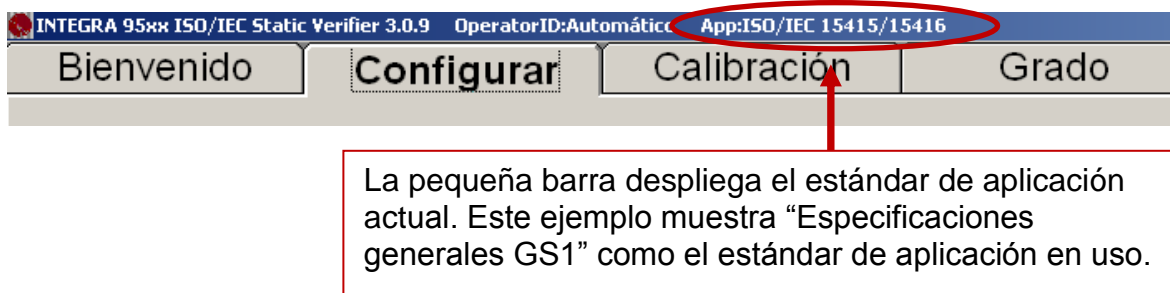 INTEGRA 95xx ISO/IEC Static Verifier 3.0.9 OperatorID:Automático App:ISO/IEC 15415/15416
Bienvenido Configurar Calibración Grado
La pequeña barra despliega el estándar de aplicación
actual. Este ejemplo muestra “Especificaciones
generales GS1” como el estándar de aplicación en uso.